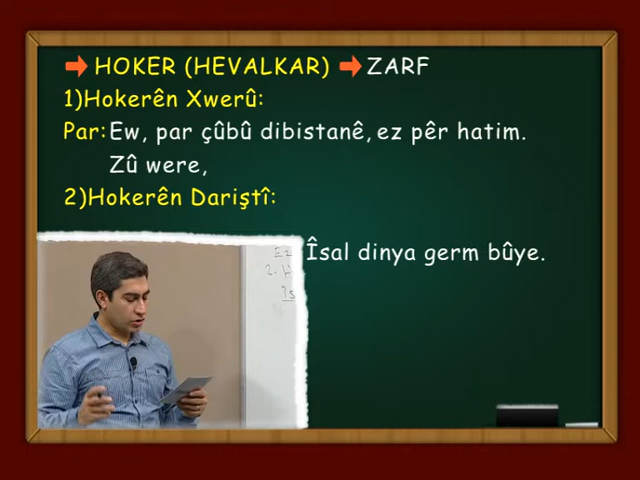 HOKER (HEVALKAR) ZARF
1)Hokerên Xwerû:
Par: Ew, par çûbû dibistanê, ez pêr hatim.
Zû were,
2)Hokerên Dariştî:
Îsal dinya germ bûye.